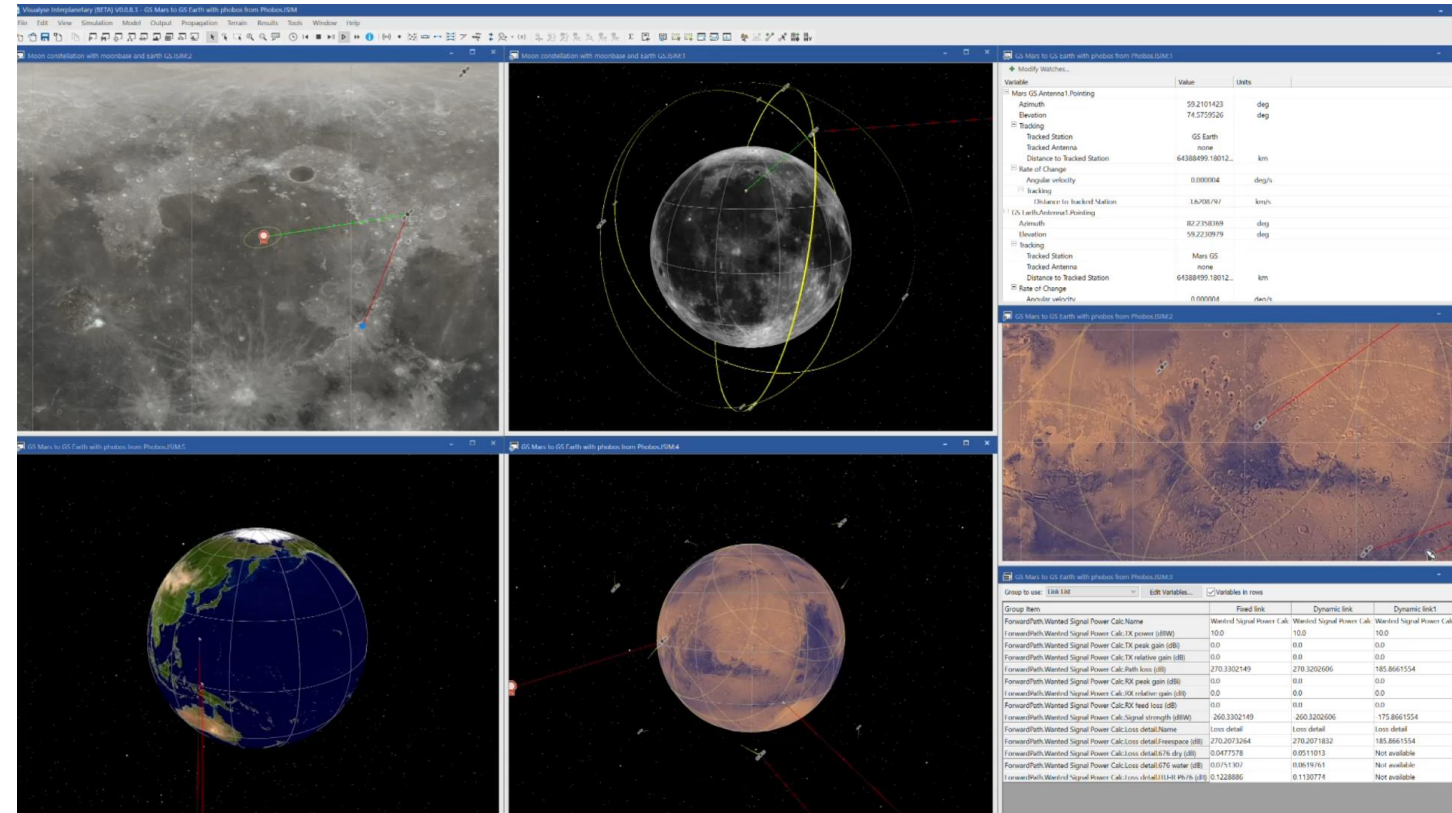 Visualyse Interplanetary (BETA) V0.0.8.3 - GS Mars to GS Earth with phobos from Phobos.ISIM
File Edit View Simulation Model Output Propagation Terrain Results Tools Window Help
Moon constellation with moonbase and Earth GS.ISIM:2
Moon constellation with moonbase and Earth GS.ISIM:1
GS Mars to GS Earth with phobos from Phobos.ISIM:1
Modify Watches...
Variable Value Units
Mars GS.Antenna1.Pointing
Azimuth 59.2101423 deg
Elevation 74.5759526 deg
Tracking
Tracked Station GS Earth
Tracked Antenna none
Distance to Tracked Station 64388499.18012... km
Rate of Change
Angular velocity 0.000004 deg/s
Tracking
Distance to Tracked Station 3.6208797 km/s
GS Earth.Antenna1.Pointing
Azimuth 82.2358369 deg
Elevation 59.2230979 deg
Tracking
Tracked Station Mars GS
Tracked Antenna none
Distance to Tracked Station 64388499.18012... km
Rate of Change
Angular velocity 0.000004 deg/s
GS Mars to GS Earth with phobos from Phobos.ISIM:2
GS Mars to GS Earth with phobos from Phobos.ISIM:5
GS Mars to GS Earth with phobos from Phobos.ISIM:4
GS Mars to GS Earth with phobos from Phobos.ISIM:3
Group to use: Link List Edit Variables... Variables in rows
Group Item Fixed link Dynamic link Dynamic link1
ForwardPath.Wanted Signal Power Calc.Name Wanted Signal Power Calc Wanted Signal Power Calc Wanted Signal Power Calc
ForwardPath.Wanted Signal Power Calc.TX power (dBW) 10.0 10.0 10.0
ForwardPath.Wanted Signal Power Calc.TX peak gain (dBi) 0.0 0.0 0.0
ForwardPath.Wanted Signal Power Calc.TX relative gain (dB) 0.0 0.0 0.0
ForwardPath.Wanted Signal Power Calc.Path loss (dB) 270.3302149 270.3202606 185.8661554
ForwardPath.Wanted Signal Power Calc.RX peak gain (dBi) 0.0 0.0 0.0
ForwardPath.Wanted Signal Power Calc.RX relative gain (dB) 0.0 0.0 0.0
ForwardPath.Wanted Signal Power Calc.RX feed loss (dB) 0.0 0.0 0.0
ForwardPath.Wanted Signal Power Calc.Signal strength (dBW) -260.3302149 -260.3202606 -175.8661554
ForwardPath.Wanted Signal Power Calc.Loss detail.Name Loss detail Loss detail Loss detail
ForwardPath.Wanted Signal Power Calc.Loss detail.Freespace (dB) 270.2073264 270.2071832 185.8661554
ForwardPath.Wanted Signal Power Calc.Loss detail.676 dry (dB) 0.0477578 0.0511013 Not available
ForwardPath.Wanted Signal Power Calc.Loss detail.676 water (dB) 0.0751307 0.0619761 Not available
ForwardPath.Wanted Signal Power Calc.Loss detail.ITU-R P.676 (dB) 0.1228886 0.1130774 Not available